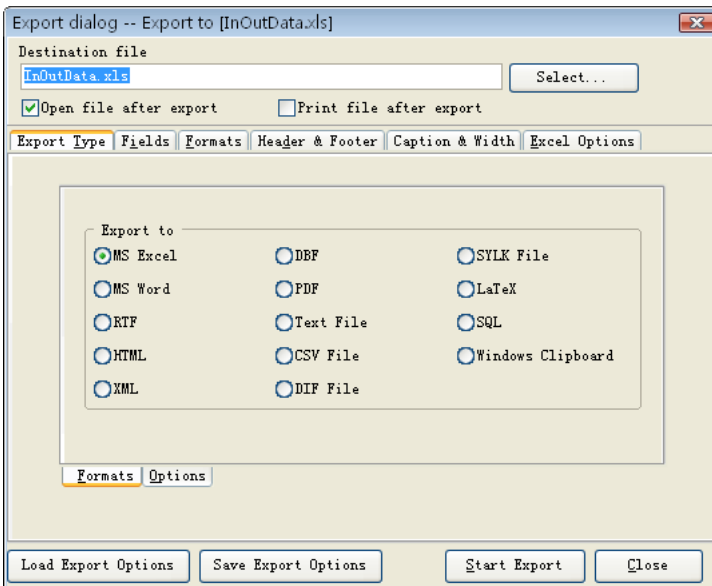 Export dialog -- Export to [InOutData.xls]
Destination file
InOutData.xls
Select...
Open file after export
Print file after export
Export Type
Fields
Formats
Header & Footer
Caption & Width
Excel Options
Export to
MS Excel
DBF
SYLK File
MS Word
PDF
LaTeX
RTF
Text File
SQL
HTML
CSV File
Windows Clipboard
XML
DIF File
Formats
Options
Load Export Options
Save Export Options
Start Export
Close